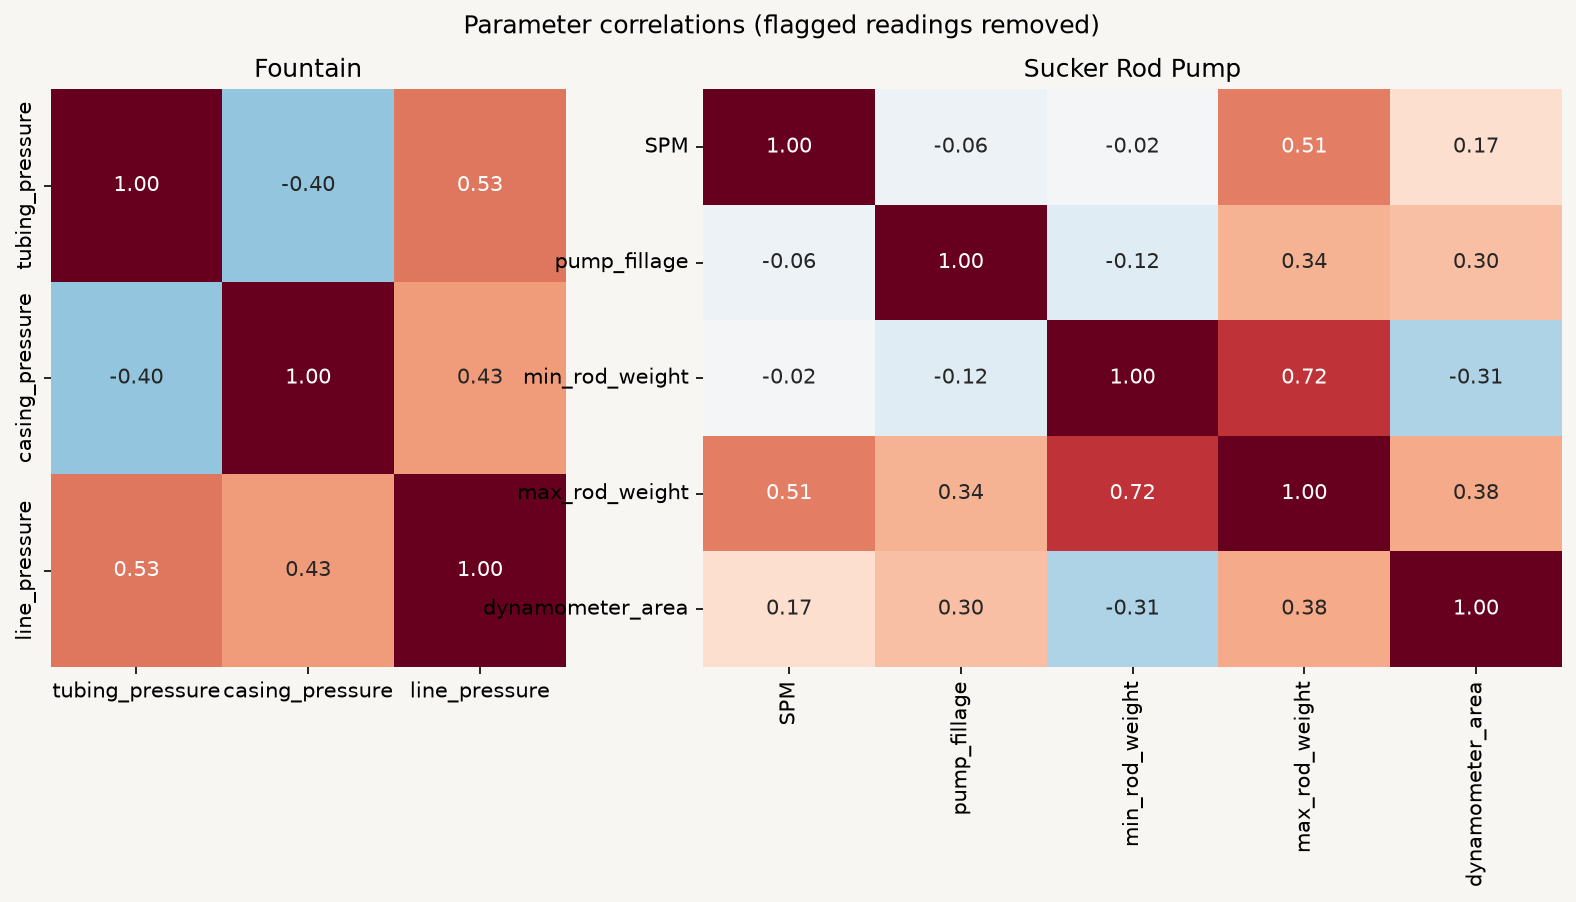 Parameter correlations (flagged readings removed)
Fountain
tubing_pressure
1.00 -0.40 0.53
casing_pressure
-0.40 1.00 0.43
line_pressure
0.53 0.43 1.00
tubing_pressure casing_pressure line_pressure
Sucker Rod Pump
SPM 1.00 -0.06 -0.02 0.51 0.17
pump_fillage -0.06 1.00 -0.12 0.34 0.30
min_rod_weight -0.02 -0.12 1.00 0.72 -0.31
max_rod_weight 0.51 0.34 0.72 1.00 0.38
dynamometer_area 0.17 0.30 -0.31 0.38 1.00
SPM
pump_fillage
min_rod_weight
max_rod_weight
dynamometer_area